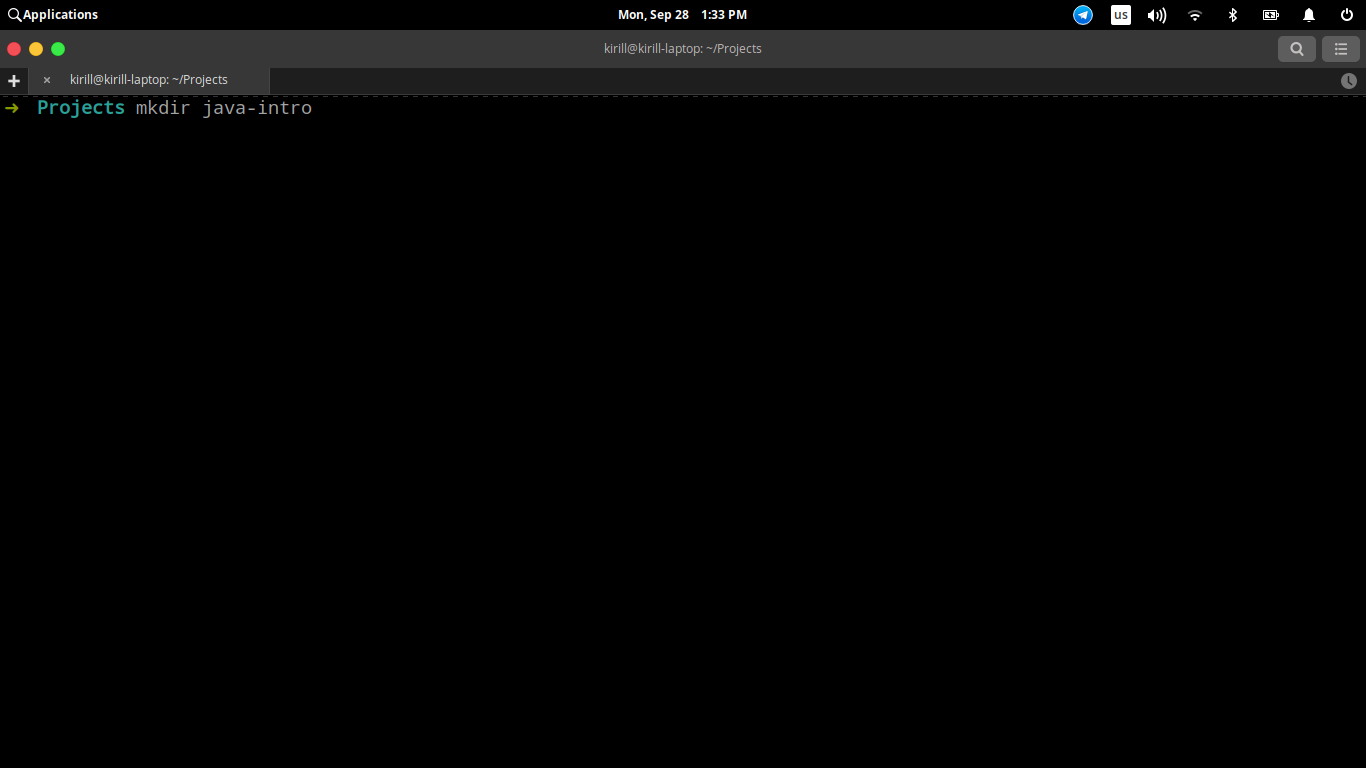 Applications
Mon, Sep 28 1:33 PM
us
kirill@kirill-laptop: ~/Projects
kirill@kirill-laptop: ~/Projects
➜ Projects mkdir java-intro